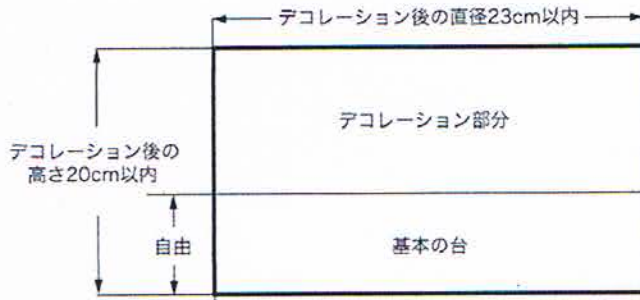 デコレーション後の直径23cm以内
デコレーション部分
デコレーション後の
高さ20cm以内
自由
基本の台